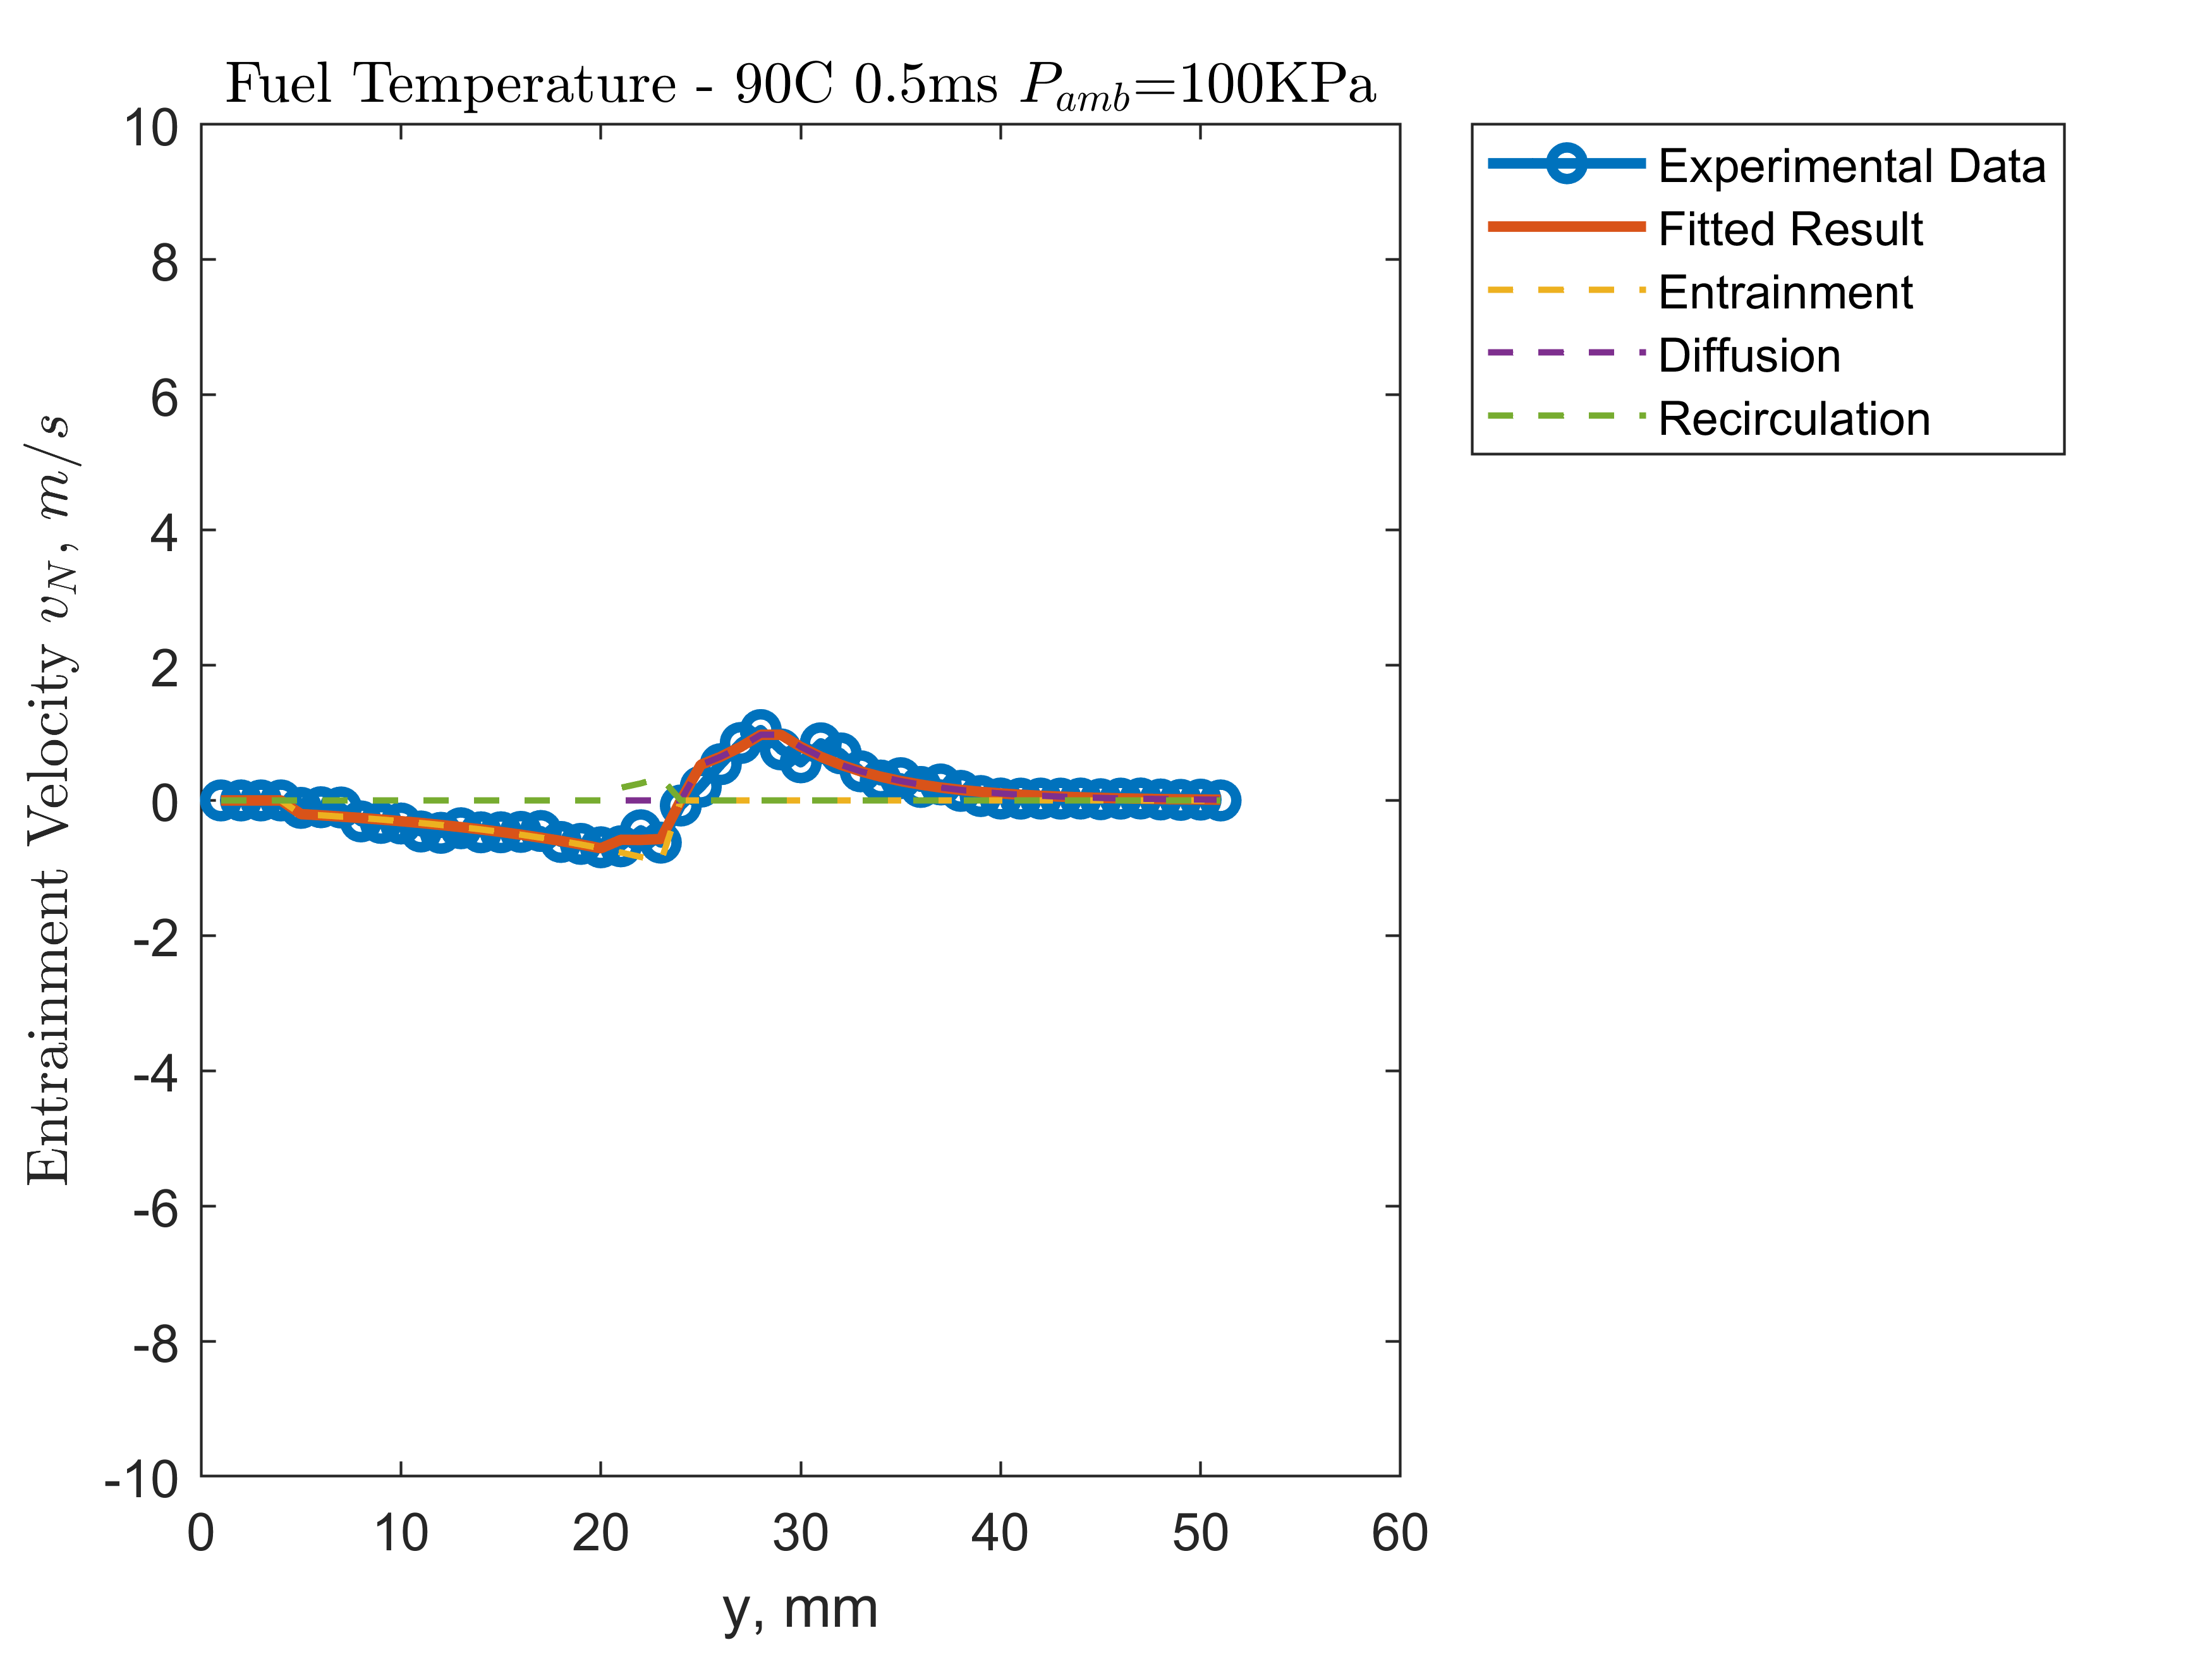 Fuel Temperature - 90C 0.5ms P_amb=100KPa
10
8
6
4
2
0
-2
-4
-6
-8
-10
Entrainment Velocity v_N, m/s
0 10 20 30 40 50 60
y, mm
Experimental Data
Fitted Result
Entrainment
Diffusion
Recirculation